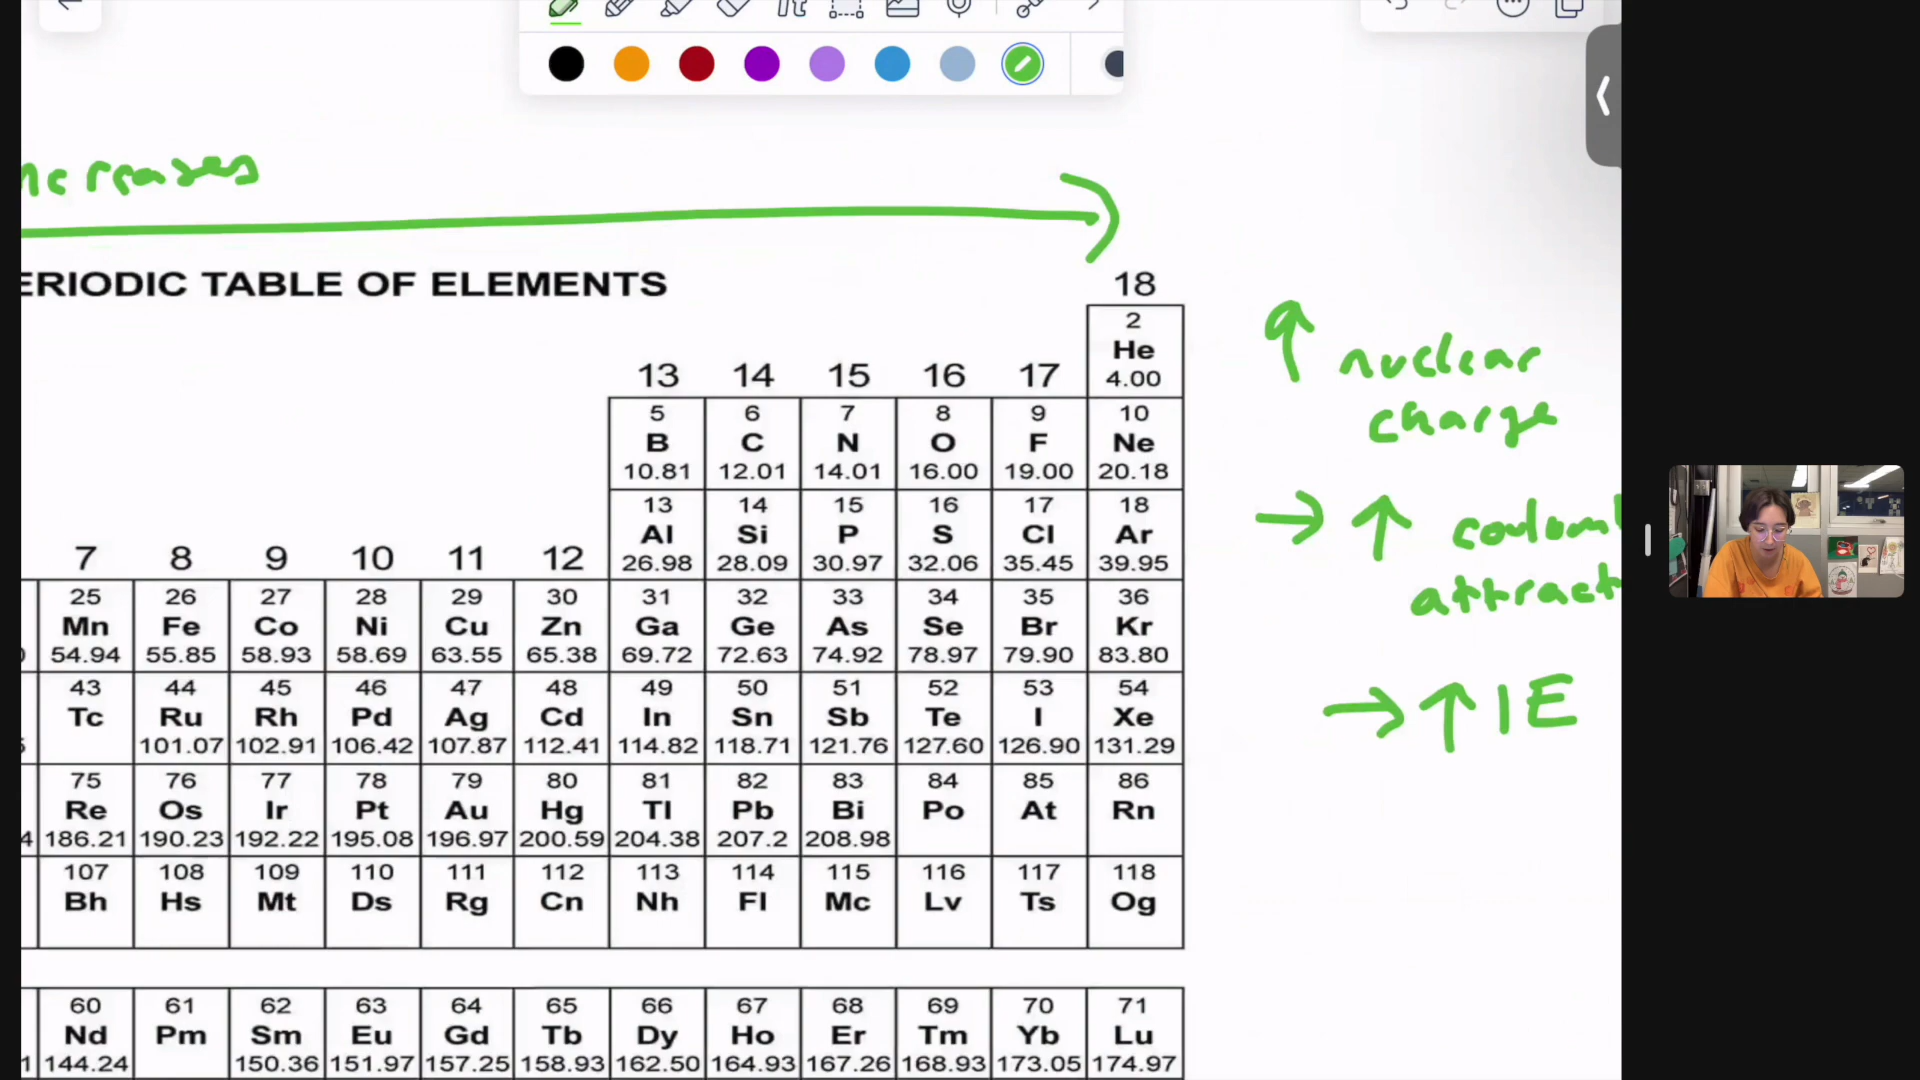 ncreases
ERIODIC TABLE OF ELEMENTS
18
2
He
4.00
13 14 15 16 17
5 6 7 8 9 10
B C N O F Ne
10.81 12.01 14.01 16.00 19.00 20.18
13 14 15 16 17 18
Al Si P S Cl Ar
26.98 28.09 30.97 32.06 35.45 39.95
7 8 9 10 11 12
25 26 27 28 29 30 31 32 33 34 35 36
Mn Fe Co Ni Cu Zn Ga Ge As Se Br Kr
54.94 55.85 58.93 58.69 63.55 65.38 69.72 72.63 74.92 78.97 79.90 83.80
43 44 45 46 47 48 49 50 51 52 53 54
Tc Ru Rh Pd Ag Cd In Sn Sb Te I Xe
101.07 102.91 106.42 107.87 112.41 114.82 118.71 121.76 127.60 126.90 131.29
75 76 77 78 79 80 81 82 83 84 85 86
Re Os Ir Pt Au Hg Tl Pb Bi Po At Rn
4 186.21 190.23 192.22 195.08 196.97 200.59 204.38 207.2 208.98
107 108 109 110 111 112 113 114 115 116 117 118
Bh Hs Mt Ds Rg Cn Nh Fl Mc Lv Ts Og
60 61 62 63 64 65 66 67 68 69 70 71
Nd Pm Sm Eu Gd Tb Dy Ho Er Tm Yb Lu
144.24 150.36 151.97 157.25 158.93 162.50 164.93 167.26 168.93 173.05 174.97
↑ nuclear
charge
→ ↑ coulom
attract
→ ↑ IE